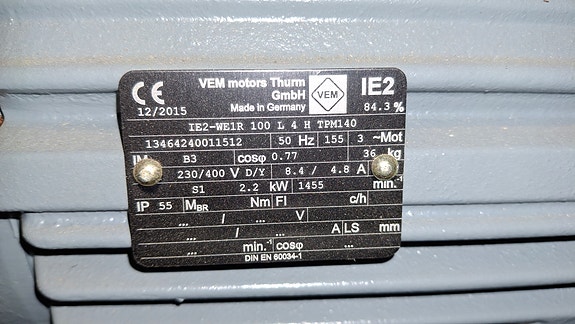 CE VEM motors Thurm GmbH VEM IE2
12/2015 Made in Germany 84.3 %
IE2-WE1R 100 L 4 H TPM140
13464240011512 50 Hz 155 3 ~Mot
IM B3 cosφ 0.77 36 kg
230/400 V D/Y 8.4 / 4.8 A
S1 2.2 kW 1455 min.-1
IP 55 MBR Nm FI c/h
... / ... V
... / ... A LS mm
... min.-1 cosφ ...
DIN EN 60034-1